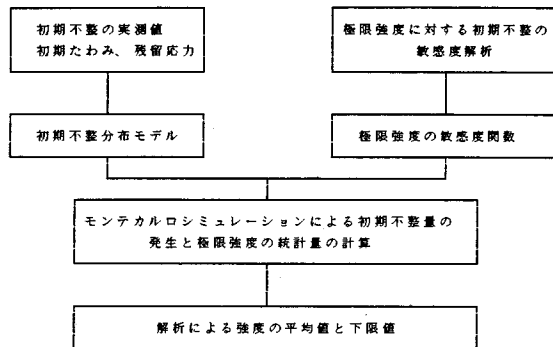 初期不整の実測値
初期たわみ、残留応力
極限強度に対する初期不整の
敏感度解析
初期不整分布モデル
極限強度の敏感度関数
モンテカルロシミュレーションによる初期不整量の
発生と極限強度の統計量の計算
解析による強度の平均値と下限値